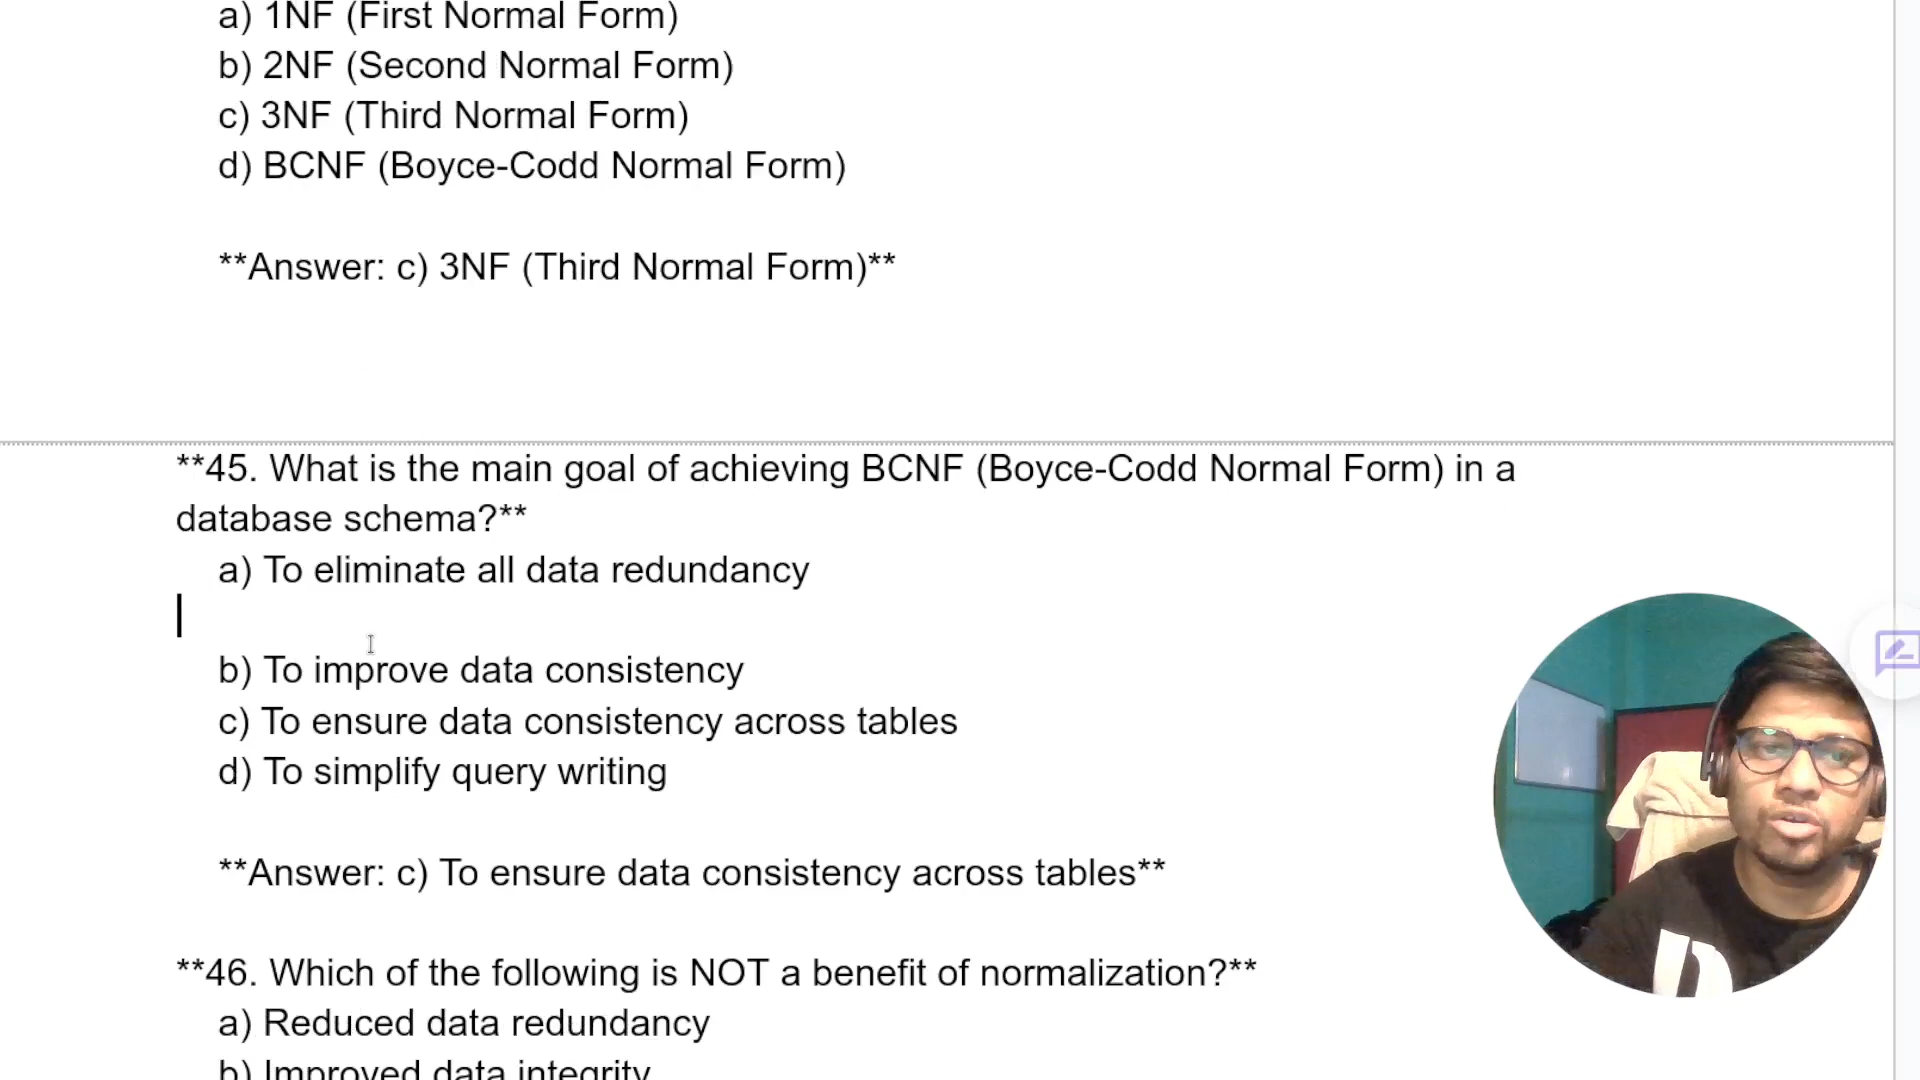 a) 1NF (First Normal Form)
b) 2NF (Second Normal Form)
c) 3NF (Third Normal Form)
d) BCNF (Boyce-Codd Normal Form)
**Answer: c) 3NF (Third Normal Form)**
**45. What is the main goal of achieving BCNF (Boyce-Codd Normal Form) in a
database schema?**
a) To eliminate all data redundancy
b) To improve data consistency
c) To ensure data consistency across tables
d) To simplify query writing
**Answer: c) To ensure data consistency across tables**
**46. Which of the following is NOT a benefit of normalization?**
a) Reduced data redundancy
b) Improved data integrity